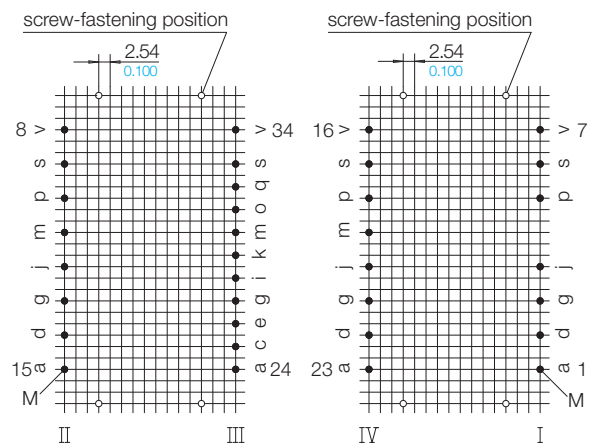 screw-fastening position screw-fastening position
2.54 2.54
0.100 0.100
8 v v 34 16 v v 7
s s s s
q
p p p
o
m m m
k
j j j
i
g g g g
e
d d d
c
15 a a 24 23 a a 1
M M
II III IV I